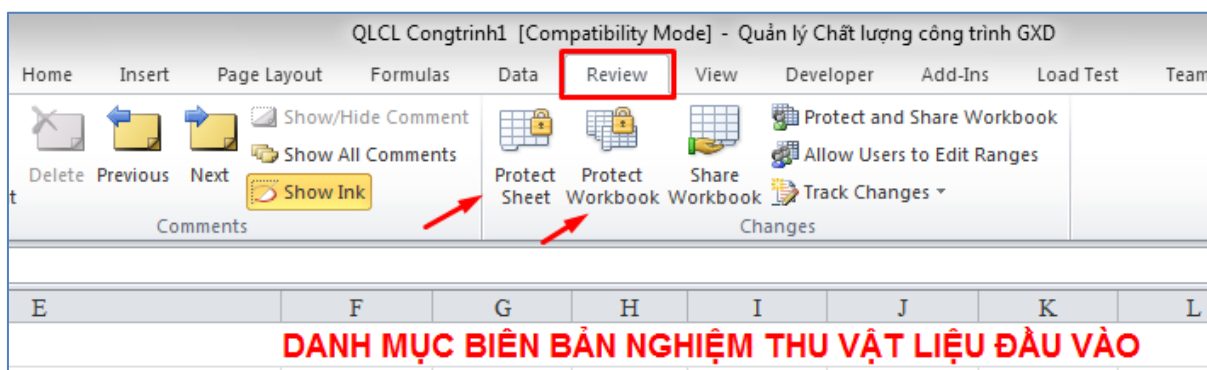 QLCL Congtrinh1 [Compatibility Mode] - Quản lý Chất lượng công trình GXD
Home Insert Page Layout Formulas Data Review View Developer Add-Ins Load Test Team
Show/Hide Comment
Show All Comments
Show Ink
Delete Previous Next
t
Comments
Protect Sheet
Protect Workbook
Share Workbook
Protect and Share Workbook
Allow Users to Edit Ranges
Track Changes
Changes
E F G H I J K L
DANH MỤC BIÊN BẢN NGHIỆM THU VẬT LIỆU ĐẦU VÀO